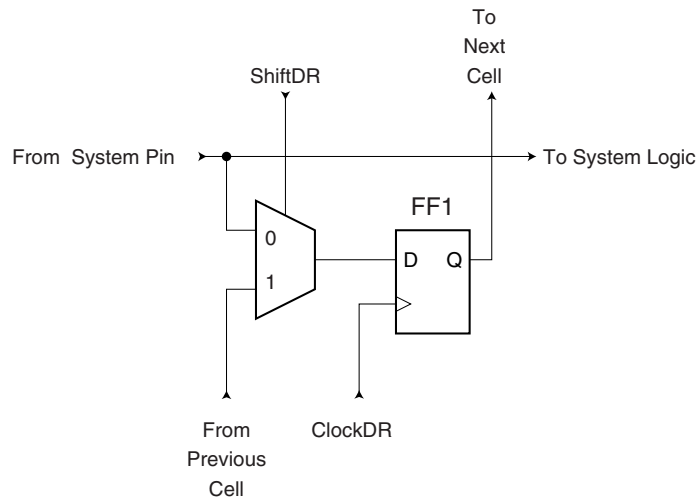 To
Next
Cell
ShiftDR
From System Pin
To System Logic
FF1
0
D Q
1
From
Previous
Cell
ClockDR